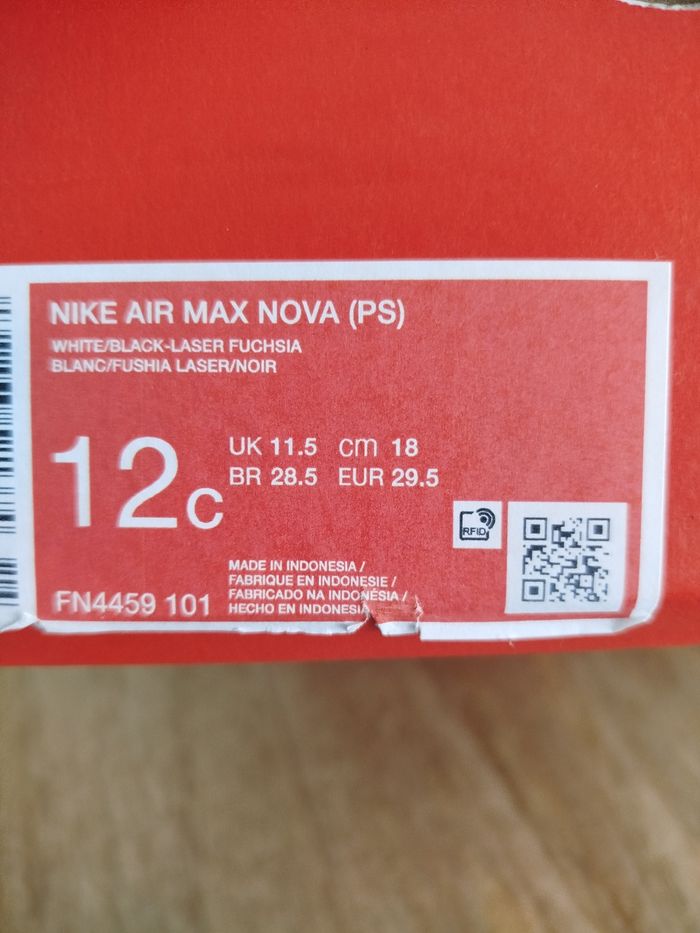 NIKE AIR MAX NOVA (PS)
WHITE/BLACK-LASER FUCHSIA
BLANC/FUSHIA LASER/NOIR
12c
UK 11.5 cm 18
BR 28.5 EUR 29.5
RFID
MADE IN INDONESIA /
FABRIQUE EN INDONESIE /
FABRICADO NA INDONÉSIA /
HECHO EN INDONESIA
FN4459 101